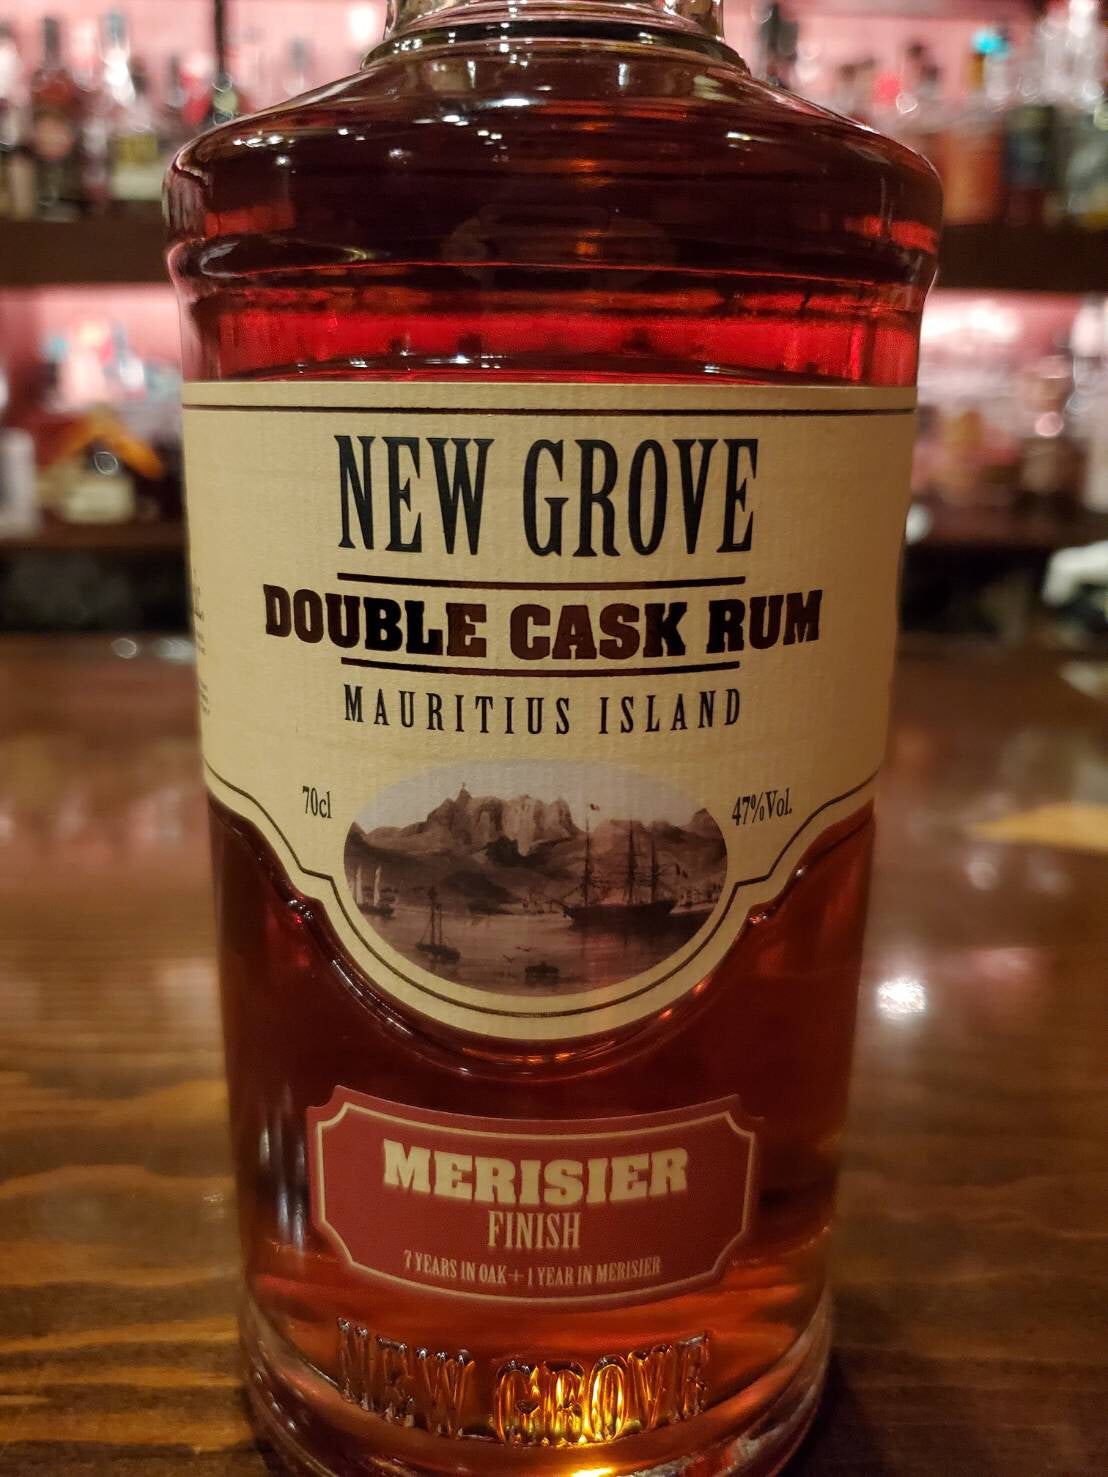 NEW GROVE
DOUBLE CASK RUM
MAURITIUS ISLAND
70cl
47%Vol.
MERISIER
FINISH
7 YEARS IN OAK + 1 YEAR IN MERISIER
NEW GROVE